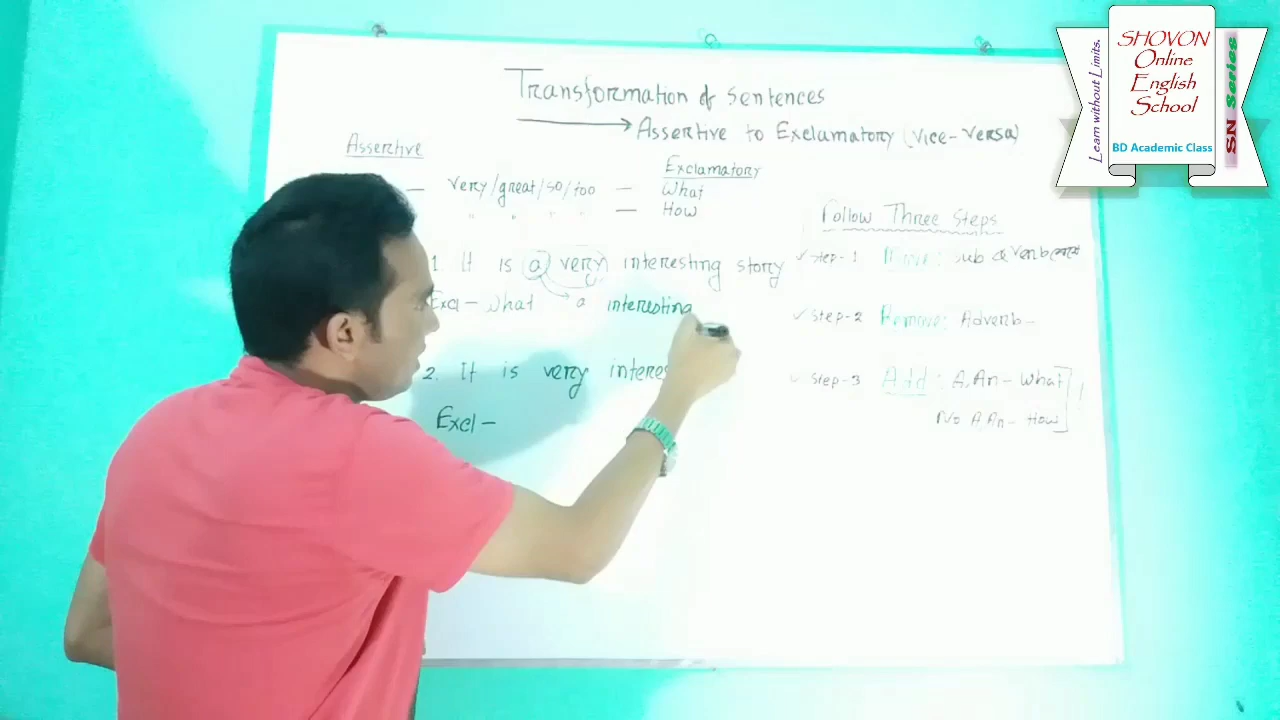 Transformation of Sentences
Assertive to Exclamatory (vice-versa)
Assertive
Exclamatory
— very/great/so/too — What
" " " " — How
1. It is a very interesting story
Excl - What a interesting
2. It is very interes
Excl -
Follow Three Steps
✓ Step-1 Move: Sub & verb
✓ Step-2 Remove: Adverb -
✓ Step-3 Add: A, An - What
No A, An - How
Learn without Limits.
SHOVON
Online
English
School
BD Academic Class
SN Series